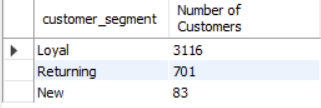 customer_segment Number of
Customers
Loyal 3116
Returning 701
New 83